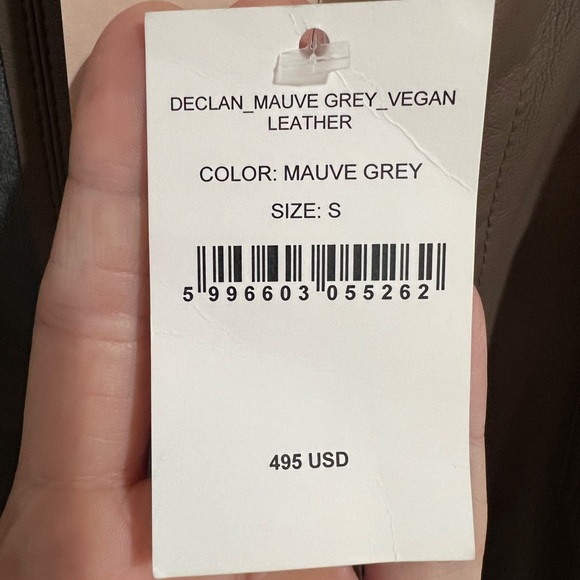 DECLAN_MAUVE GREY_VEGAN
LEATHER
COLOR: MAUVE GREY
SIZE: S
5 996603 055262
495 USD